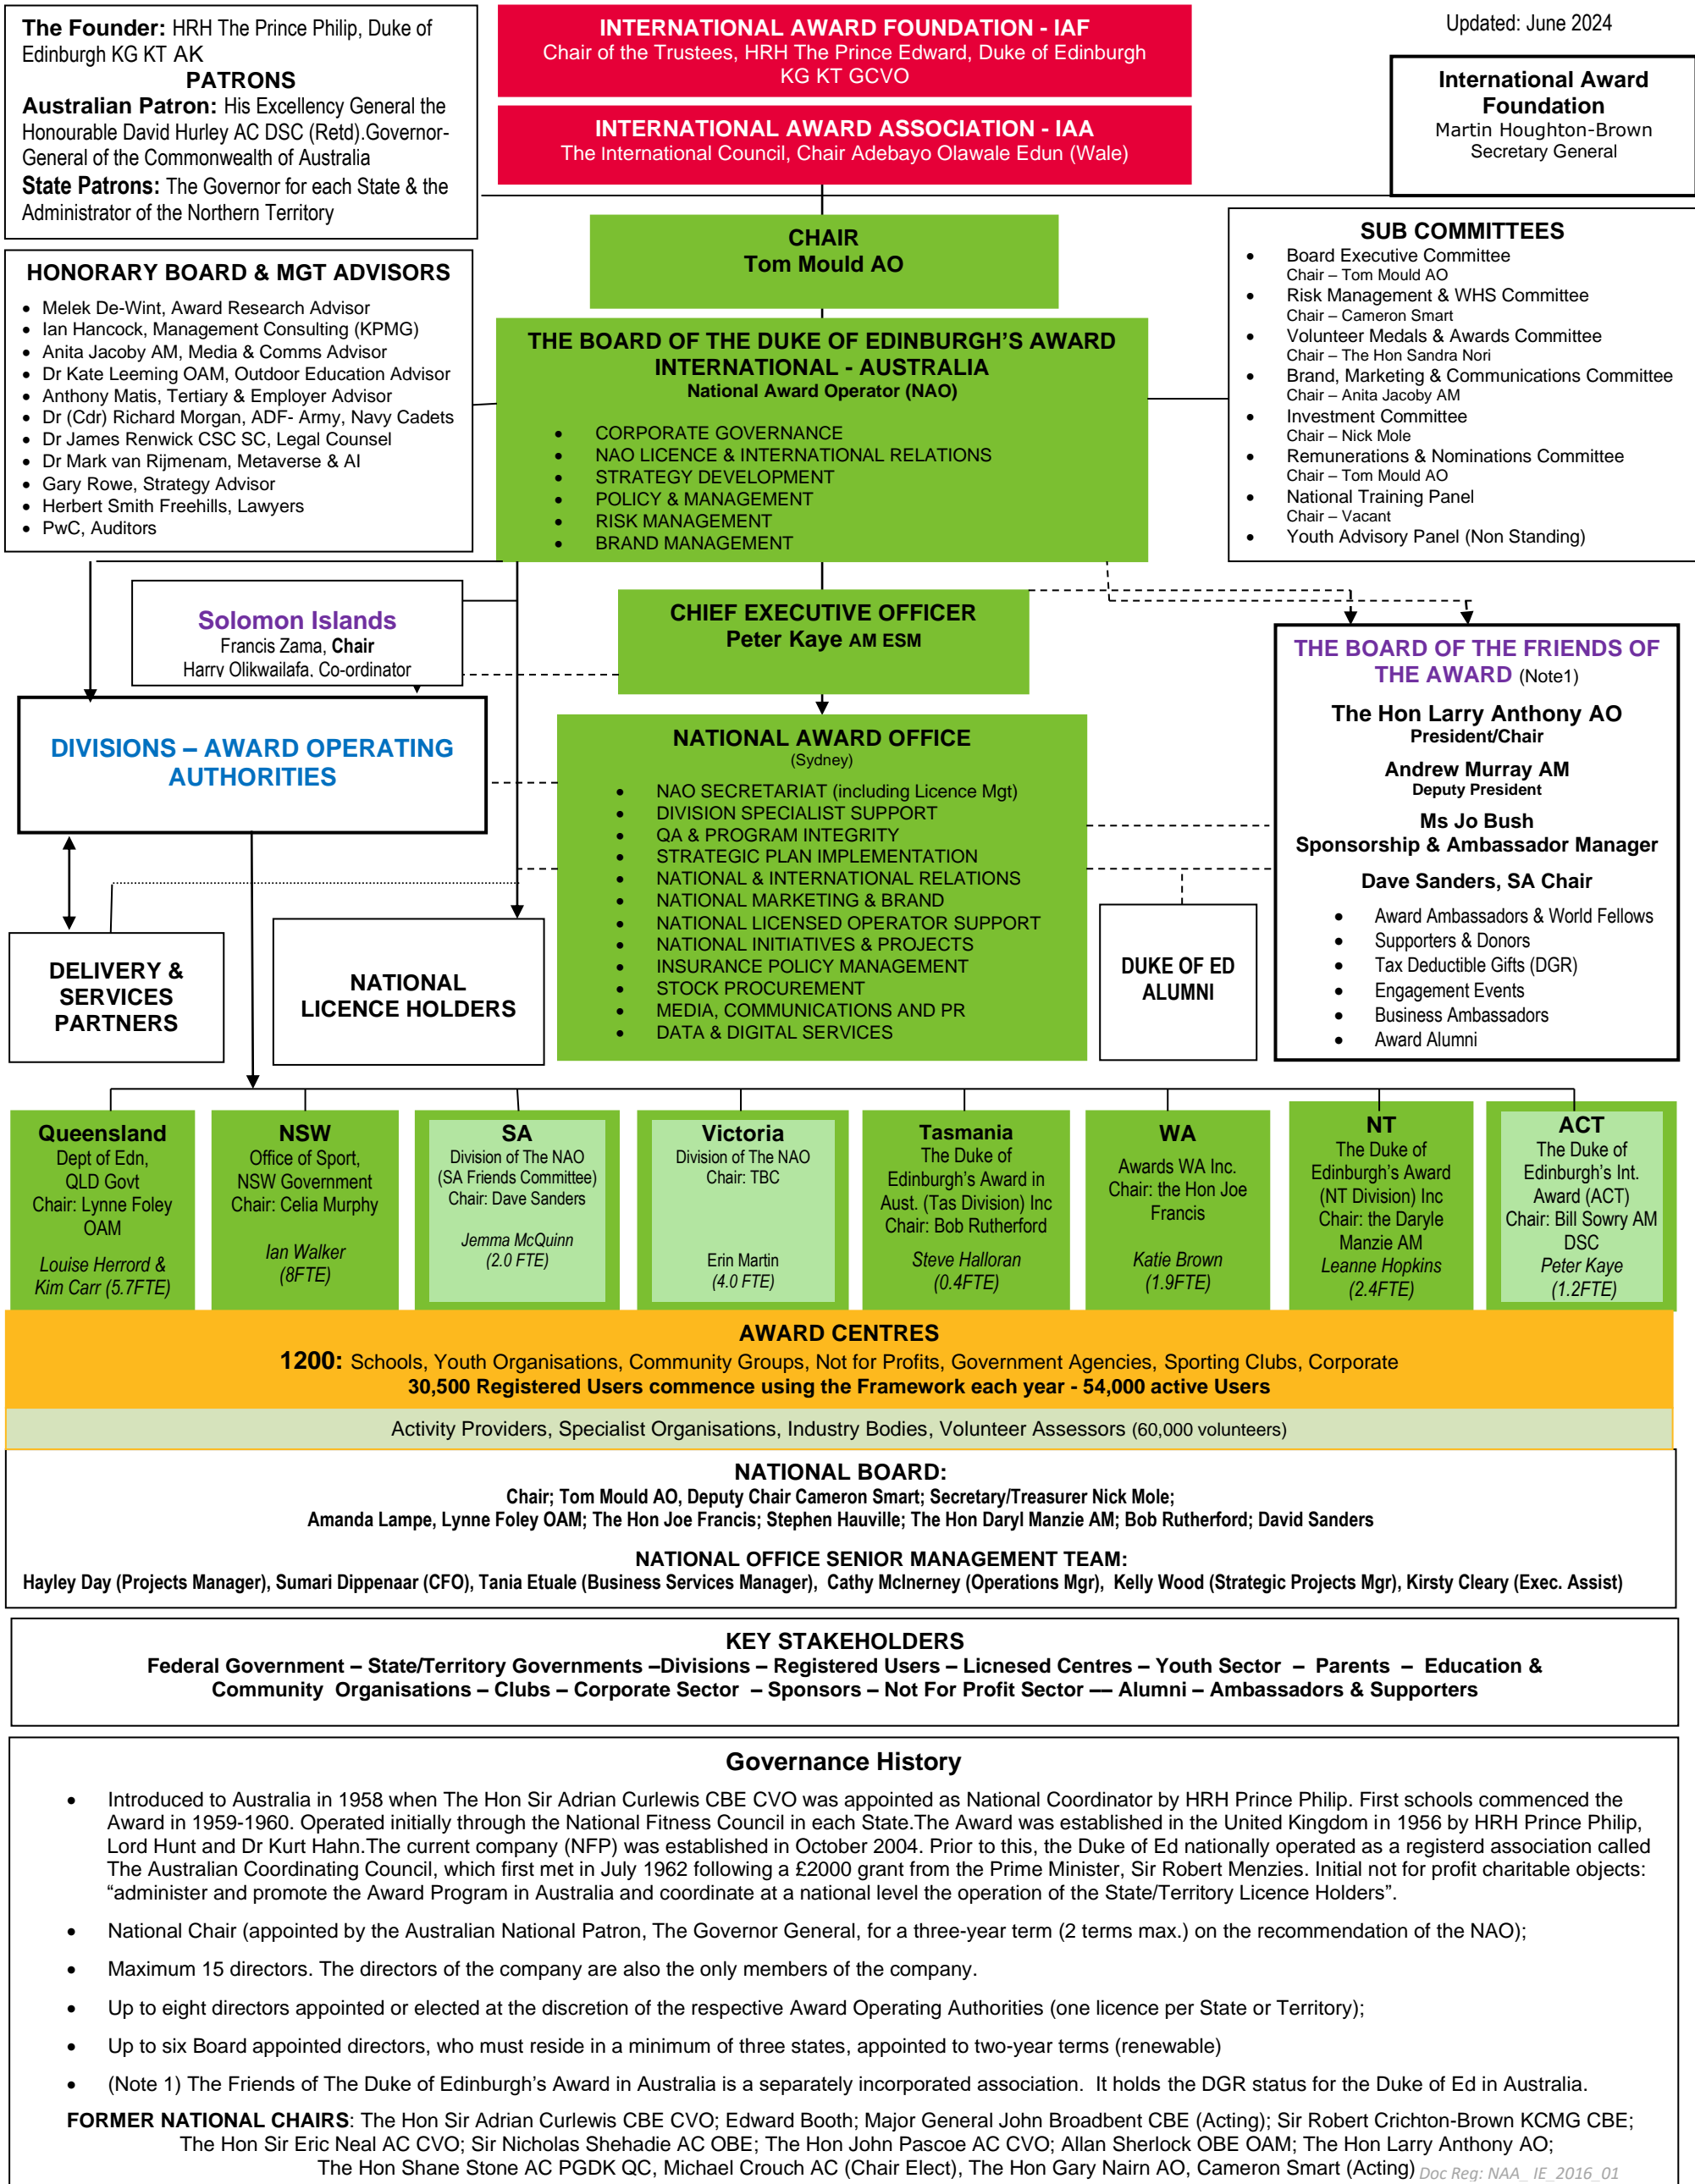 The Founder: HRH The Prince Philip, Duke of
Edinburgh KG KT AK
PATRONS
Australian Patron: His Excellency General the
Honourable David Hurley AC DSC (Retd).Governor-
General of the Commonwealth of Australia
State Patrons: The Governor for each State & the
Administrator of the Northern Territory
INTERNATIONAL AWARD FOUNDATION - IAF
Chair of the Trustees, HRH The Prince Edward, Duke of Edinburgh
KG KT GCVO
INTERNATIONAL AWARD ASSOCIATION - IAA
The International Council, Chair Adebayo Olawale Edun (Wale)
Updated: June 2024
International Award
Foundation
Martin Houghton-Brown
Secretary General
CHAIR
Tom Mould AO
HONORARY BOARD & MGT ADVISORS
• Melek De-Wint, Award Research Advisor
• Ian Hancock, Management Consulting (KPMG)
• Anita Jacoby AM, Media & Comms Advisor
• Dr Kate Leeming OAM, Outdoor Education Advisor
• Anthony Matis, Tertiary & Employer Advisor
• Dr (Cdr) Richard Morgan, ADF- Army, Navy Cadets
• Dr James Renwick CSC SC, Legal Counsel
• Dr Mark van Rijmenam, Metaverse & AI
• Gary Rowe, Strategy Advisor
• Herbert Smith Freehills, Lawyers
• PwC, Auditors
THE BOARD OF THE DUKE OF EDINBURGH'S AWARD
INTERNATIONAL - AUSTRALIA
National Award Operator (NAO)
• CORPORATE GOVERNANCE
• NAO LICENCE & INTERNATIONAL RELATIONS
• STRATEGY DEVELOPMENT
• POLICY & MANAGEMENT
• RISK MANAGEMENT
• BRAND MANAGEMENT
SUB COMMITTEES
• Board Executive Committee
Chair – Tom Mould AO
• Risk Management & WHS Committee
Chair – Cameron Smart
• Volunteer Medals & Awards Committee
Chair – The Hon Sandra Nori
• Brand, Marketing & Communications Committee
Chair – Anita Jacoby AM
• Investment Committee
Chair – Nick Mole
• Remunerations & Nominations Committee
Chair – Tom Mould AO
• National Training Panel
Chair – Vacant
• Youth Advisory Panel (Non Standing)
Solomon Islands
Francis Zama, Chair
Harry Olikwailafa, Co-ordinator
CHIEF EXECUTIVE OFFICER
Peter Kaye AM ESM
DIVISIONS – AWARD OPERATING
AUTHORITIES
NATIONAL AWARD OFFICE
(Sydney)
• NAO SECRETARIAT (including Licence Mgt)
• DIVISION SPECIALIST SUPPORT
• QA & PROGRAM INTEGRITY
• STRATEGIC PLAN IMPLEMENTATION
• NATIONAL & INTERNATIONAL RELATIONS
• NATIONAL MARKETING & BRAND
• NATIONAL LICENSED OPERATOR SUPPORT
• NATIONAL INITIATIVES & PROJECTS
• INSURANCE POLICY MANAGEMENT
• STOCK PROCUREMENT
• MEDIA, COMMUNICATIONS AND PR
• DATA & DIGITAL SERVICES
THE BOARD OF THE FRIENDS OF
THE AWARD (Note1)
The Hon Larry Anthony AO
President/Chair
Andrew Murray AM
Deputy President
Ms Jo Bush
Sponsorship & Ambassador Manager
Dave Sanders, SA Chair
• Award Ambassadors & World Fellows
• Supporters & Donors
• Tax Deductible Gifts (DGR)
• Engagement Events
• Business Ambassadors
• Award Alumni
DELIVERY &
SERVICES
PARTNERS
NATIONAL
LICENCE HOLDERS
DUKE OF ED
ALUMNI
Queensland
Dept of Edn,
QLD Govt
Chair: Lynne Foley
OAM
Louise Herrord &
Kim Carr (5.7FTE)
NSW
Office of Sport,
NSW Government
Chair: Celia Murphy
Ian Walker
(8FTE)
SA
Division of The NAO
(SA Friends Committee)
Chair: Dave Sanders
Jemma McQuinn
(2.0 FTE)
Victoria
Division of The NAO
Chair: TBC
Erin Martin
(4.0 FTE)
Tasmania
The Duke of
Edinburgh's Award in
Aust. (Tas Division) Inc
Chair: Bob Rutherford
Steve Halloran
(0.4FTE)
WA
Awards WA Inc.
Chair: the Hon Joe
Francis
Katie Brown
(1.9FTE)
NT
The Duke of
Edinburgh's Award
(NT Division) Inc
Chair: the Daryle
Manzie AM
Leanne Hopkins
(2.4FTE)
ACT
The Duke of
Edinburgh's Int.
Award (ACT)
Chair: Bill Sowry AM
DSC
Peter Kaye
(1.2FTE)
AWARD CENTRES
1200: Schools, Youth Organisations, Community Groups, Not for Profits, Government Agencies, Sporting Clubs, Corporate
30,500 Registered Users commence using the Framework each year - 54,000 active Users
Activity Providers, Specialist Organisations, Industry Bodies, Volunteer Assessors (60,000 volunteers)
NATIONAL BOARD:
Chair; Tom Mould AO, Deputy Chair Cameron Smart; Secretary/Treasurer Nick Mole;
Amanda Lampe, Lynne Foley OAM; The Hon Joe Francis; Stephen Hauville; The Hon Daryl Manzie AM; Bob Rutherford; David Sanders
NATIONAL OFFICE SENIOR MANAGEMENT TEAM:
Hayley Day (Projects Manager), Sumari Dippenaar (CFO), Tania Etuale (Business Services Manager), Cathy McInerney (Operations Mgr), Kelly Wood (Strategic Projects Mgr), Kirsty Cleary (Exec. Assist)
KEY STAKEHOLDERS
Federal Government – State/Territory Governments –Divisions – Registered Users – Licnesed Centres – Youth Sector – Parents – Education &
Community Organisations – Clubs – Corporate Sector – Sponsors – Not For Profit Sector –– Alumni – Ambassadors & Supporters
Governance History
• Introduced to Australia in 1958 when The Hon Sir Adrian Curlewis CBE CVO was appointed as National Coordinator by HRH Prince Philip. First schools commenced the
Award in 1959-1960. Operated initially through the National Fitness Council in each State.The Award was established in the United Kingdom in 1956 by HRH Prince Philip,
Lord Hunt and Dr Kurt Hahn.The current company (NFP) was established in October 2004. Prior to this, the Duke of Ed nationally operated as a registerd association called
The Australian Coordinating Council, which first met in July 1962 following a £2000 grant from the Prime Minister, Sir Robert Menzies. Initial not for profit charitable objects:
“administer and promote the Award Program in Australia and coordinate at a national level the operation of the State/Territory Licence Holders”.
• National Chair (appointed by the Australian National Patron, The Governor General, for a three-year term (2 terms max.) on the recommendation of the NAO);
• Maximum 15 directors. The directors of the company are also the only members of the company.
• Up to eight directors appointed or elected at the discretion of the respective Award Operating Authorities (one licence per State or Territory);
• Up to six Board appointed directors, who must reside in a minimum of three states, appointed to two-year terms (renewable)
• (Note 1) The Friends of The Duke of Edinburgh's Award in Australia is a separately incorporated association. It holds the DGR status for the Duke of Ed in Australia.
FORMER NATIONAL CHAIRS: The Hon Sir Adrian Curlewis CBE CVO; Edward Booth; Major General John Broadbent CBE (Acting); Sir Robert Crichton-Brown KCMG CBE;
The Hon Sir Eric Neal AC CVO; Sir Nicholas Shehadie AC OBE; The Hon John Pascoe AC CVO; Allan Sherlock OBE OAM; The Hon Larry Anthony AO;
The Hon Shane Stone AC PGDK QC, Michael Crouch AC (Chair Elect), The Hon Gary Nairn AO, Cameron Smart (Acting)
Doc Reg: NAA_ IE_2016_01